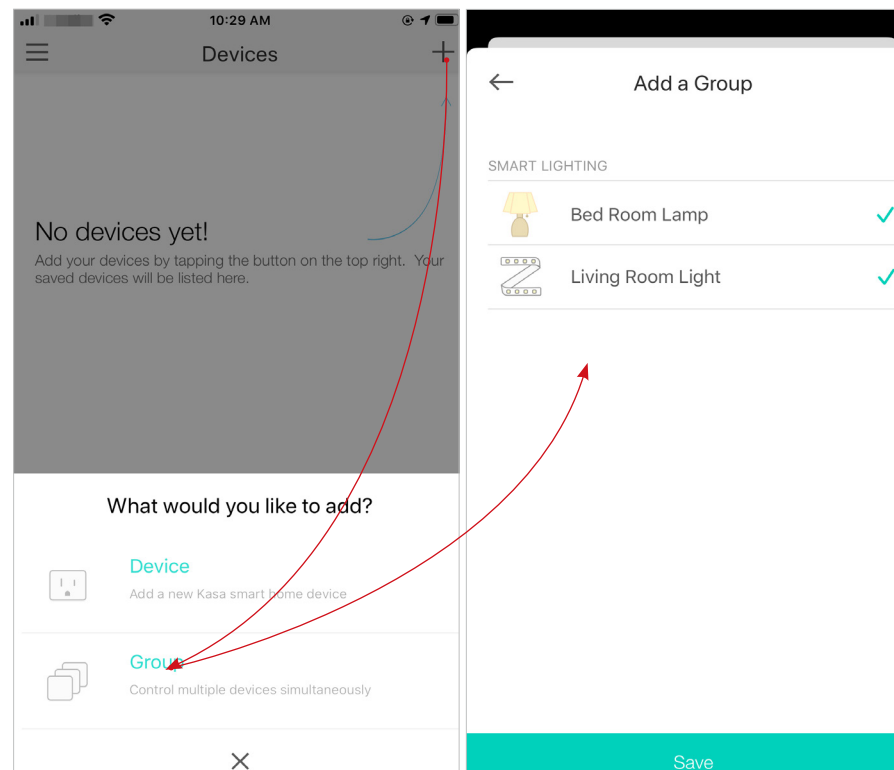 10:29 AM
Devices
No devices yet!
Add your devices by tapping the button on the top right. Your
saved devices will be listed here.
What would you like to add?
Device
Add a new Kasa smart home device
Group
Control multiple devices simultaneously
Add a Group
SMART LIGHTING
Bed Room Lamp
Living Room Light
Save